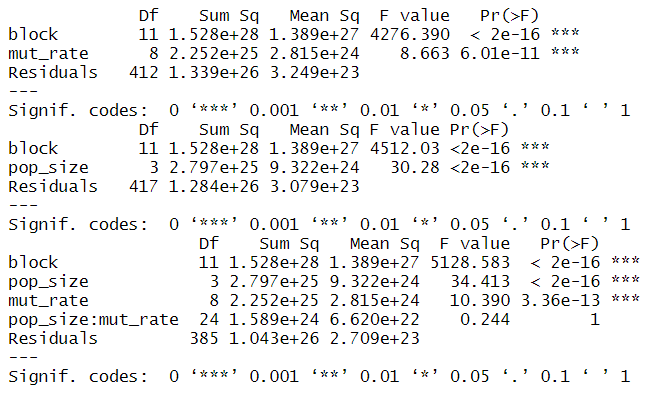 Df    Sum Sq   Mean Sq  F value   Pr(>F)
block        11 1.528e+28 1.389e+27 4276.390  < 2e-16 ***
mut_rate      8 2.252e+25 2.815e+24    8.663 6.01e-11 ***
Residuals   412 1.339e+26 3.249e+23
---
Signif. codes:  0 ‘***’ 0.001 ‘**’ 0.01 ‘*’ 0.05 ‘.’ 0.1 ‘ ’ 1
             Df    Sum Sq   Mean Sq F value Pr(>F)
block        11 1.528e+28 1.389e+27 4512.03 <2e-16 ***
pop_size      3 2.797e+25 9.322e+24   30.28 <2e-16 ***
Residuals   417 1.284e+26 3.079e+23
---
Signif. codes:  0 ‘***’ 0.001 ‘**’ 0.01 ‘*’ 0.05 ‘.’ 0.1 ‘ ’ 1
                   Df    Sum Sq   Mean Sq  F value   Pr(>F)
block              11 1.528e+28 1.389e+27 5128.583  < 2e-16 ***
pop_size            3 2.797e+25 9.322e+24   34.413  < 2e-16 ***
mut_rate            8 2.252e+25 2.815e+24   10.390 3.36e-13 ***
pop_size:mut_rate  24 1.589e+24 6.620e+22    0.244        1
Residuals         385 1.043e+26 2.709e+23
---
Signif. codes:  0 ‘***’ 0.001 ‘**’ 0.01 ‘*’ 0.05 ‘.’ 0.1 ‘ ’ 1